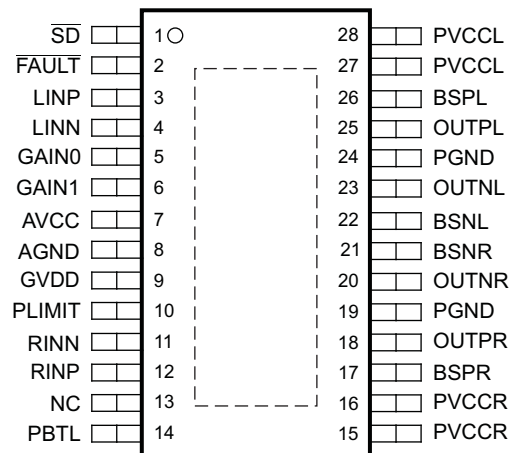 SD 1 28 PVCCL
FAULT 2 27 PVCCL
LINP 3 26 BSPL
LINN 4 25 OUTPL
GAIN0 5 24 PGND
GAIN1 6 23 OUTNL
AVCC 7 22 BSNL
AGND 8 21 BSNR
GVDD 9 20 OUTNR
PLIMIT 10 19 PGND
RINN 11 18 OUTPR
RINP 12 17 BSPR
NC 13 16 PVCCR
PBTL 14 15 PVCCR